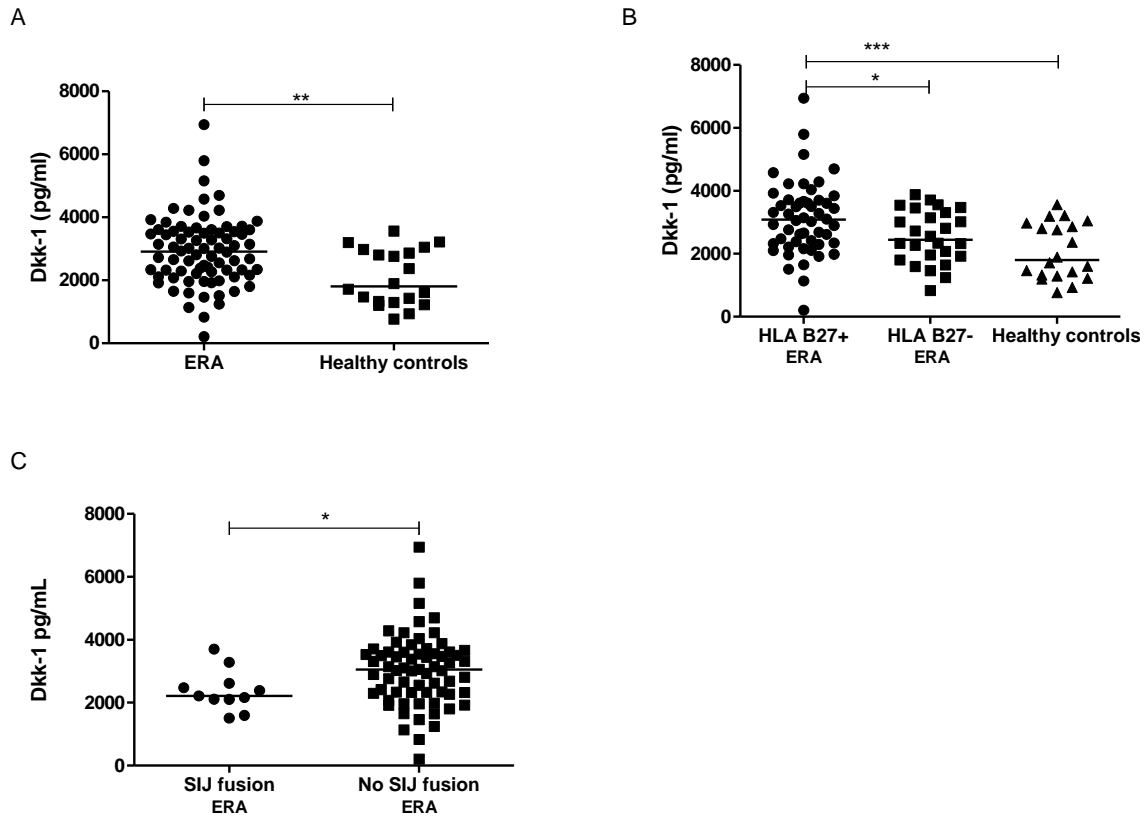 A
Dkk-1 (pg/ml)
8000
6000
4000
2000
0
**
ERA
Healthy controls
B
Dkk-1 (pg/ml)
8000
6000
4000
2000
0
***
*
HLA B27+
ERA
HLA B27-
ERA
Healthy controls
C
Dkk-1 pg/mL
8000
6000
4000
2000
0
*
SIJ fusion
ERA
No SIJ fusion
ERA